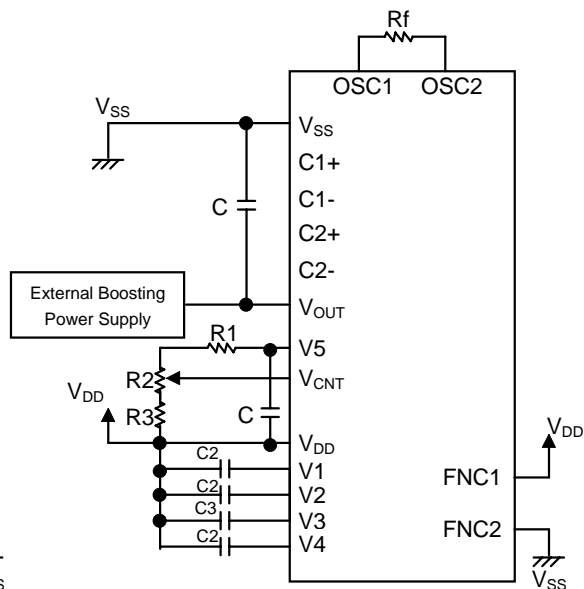 Rf
OSC1 OSC2
VSS
VSS
C1+
C1-
C
C2+
C2-
External Boosting
Power Supply
VOUT
R1
V5
R2
VCNT
VDD
R3
C
VDD
VDD
C2
V1
FNC1
C2
V2
C3
V3
FNC2
C2
V4
VSS
S